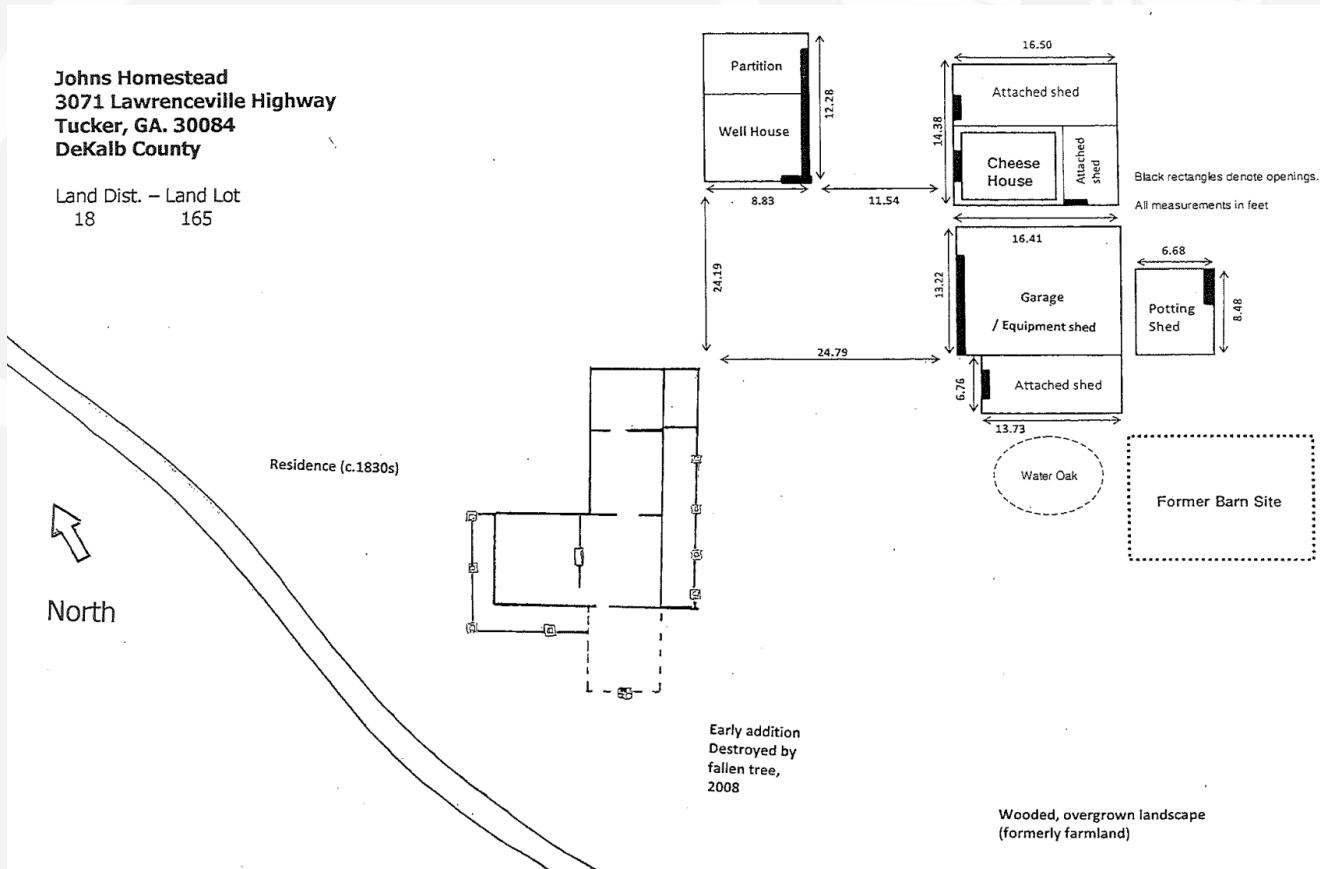 Johns Homestead
3071 Lawrenceville Highway
Tucker, GA. 30084
DeKalb County
Land Dist. – Land Lot
18 165
Partition
Well House
12.28
8.83
11.54
24.19
16.50
14.38
Attached shed
Cheese
House
Attached
shed
Black rectangles denote openings.
All measurements in feet
16.41
13.22
Garage
/ Equipment shed
6.68
Potting
Shed
8.48
24.79
6.76
Attached shed
13.73
Water Oak
Former Barn Site
Residence (c.1830s)
North
Early addition
Destroyed by
fallen tree,
2008
Wooded, overgrown landscape
(formerly farmland)